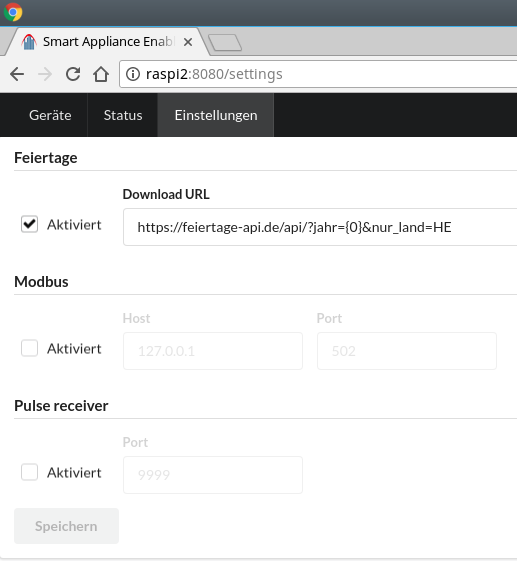 Smart Appliance Enabl
raspi2:8080/settings
Geräte Status Einstellungen
Feiertage
Download URL
Aktiviert https://feiertage-api.de/api/?jahr={0}&nur_land=HE
Modbus
Host Port
Aktiviert 127.0.0.1 502
Pulse receiver
Port
Aktiviert 9999
Speichern